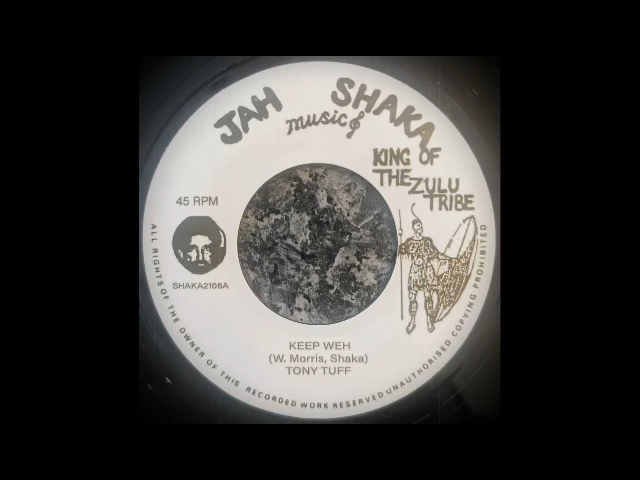 JAH SHAKA
music
KING OF
THE ZULU
TRIBE
45 RPM
SHAKA2108A
KEEP WEH
(W. Morris, Shaka)
TONY TUFF
ALL RIGHTS OF THE OWNER OF THIS RECORDED WORK RESERVED UNAUTHORISED COPYING PROHIBITED